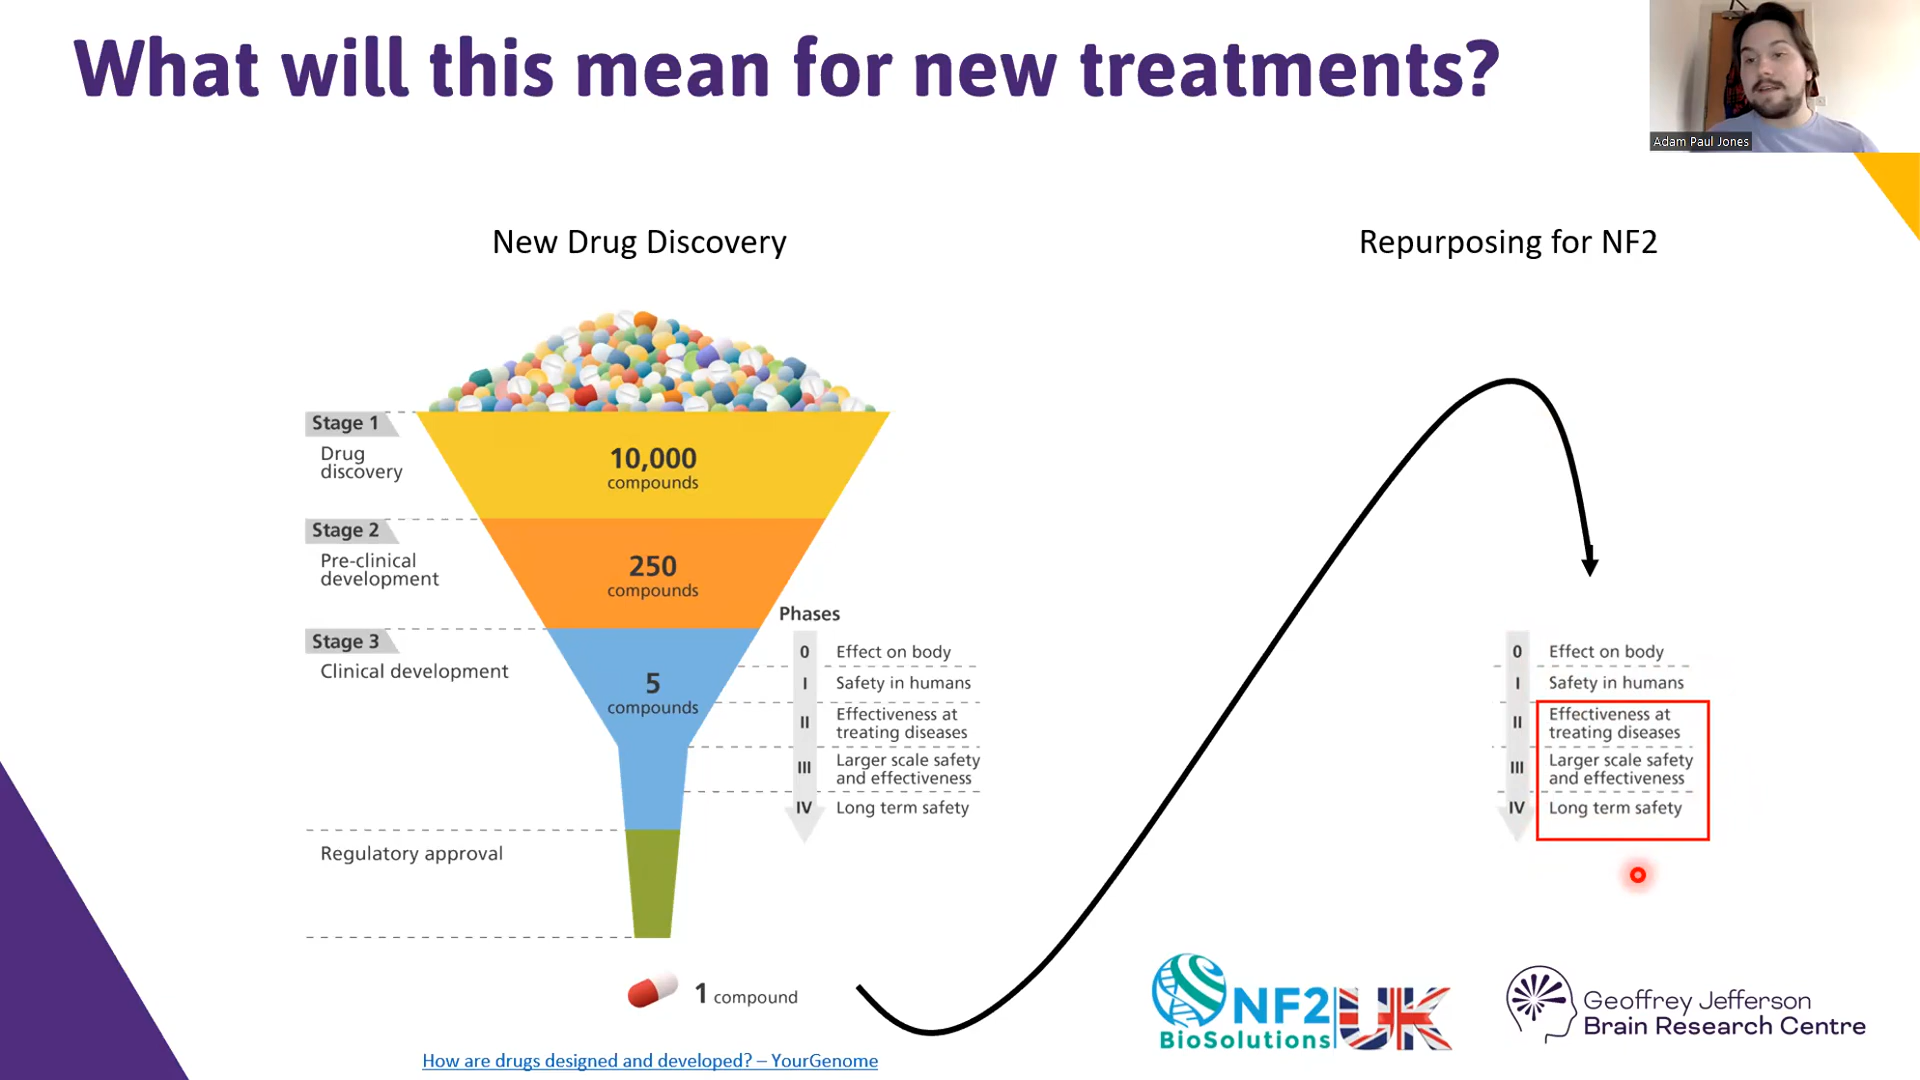 What will this mean for new treatments?
Adam Paul Jones
New Drug Discovery
Repurposing for NF2
Stage 1
Drug
discovery
10,000
compounds
Stage 2
Pre-clinical
development
250
compounds
Stage 3
Clinical development
5
compounds
Phases
0 Effect on body
I Safety in humans
II Effectiveness at
treating diseases
III Larger scale safety
and effectiveness
IV Long term safety
Regulatory approval
1 compound
How are drugs designed and developed? – YourGenome
0 Effect on body
I Safety in humans
II Effectiveness at
treating diseases
III Larger scale safety
and effectiveness
IV Long term safety
NF2 UK
BioSolutions
Geoffrey Jefferson
Brain Research Centre